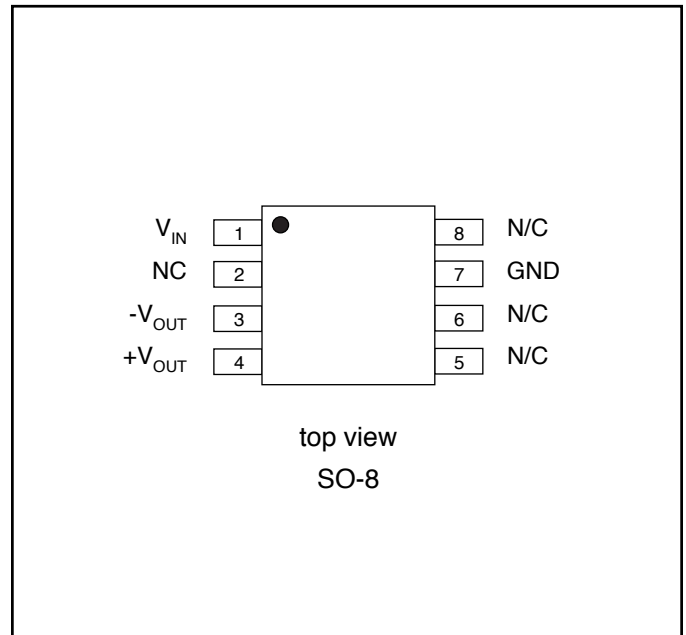 V_IN 1 8 N/C
NC 2 7 GND
-V_OUT 3 6 N/C
+V_OUT 4 5 N/C
top view
SO-8